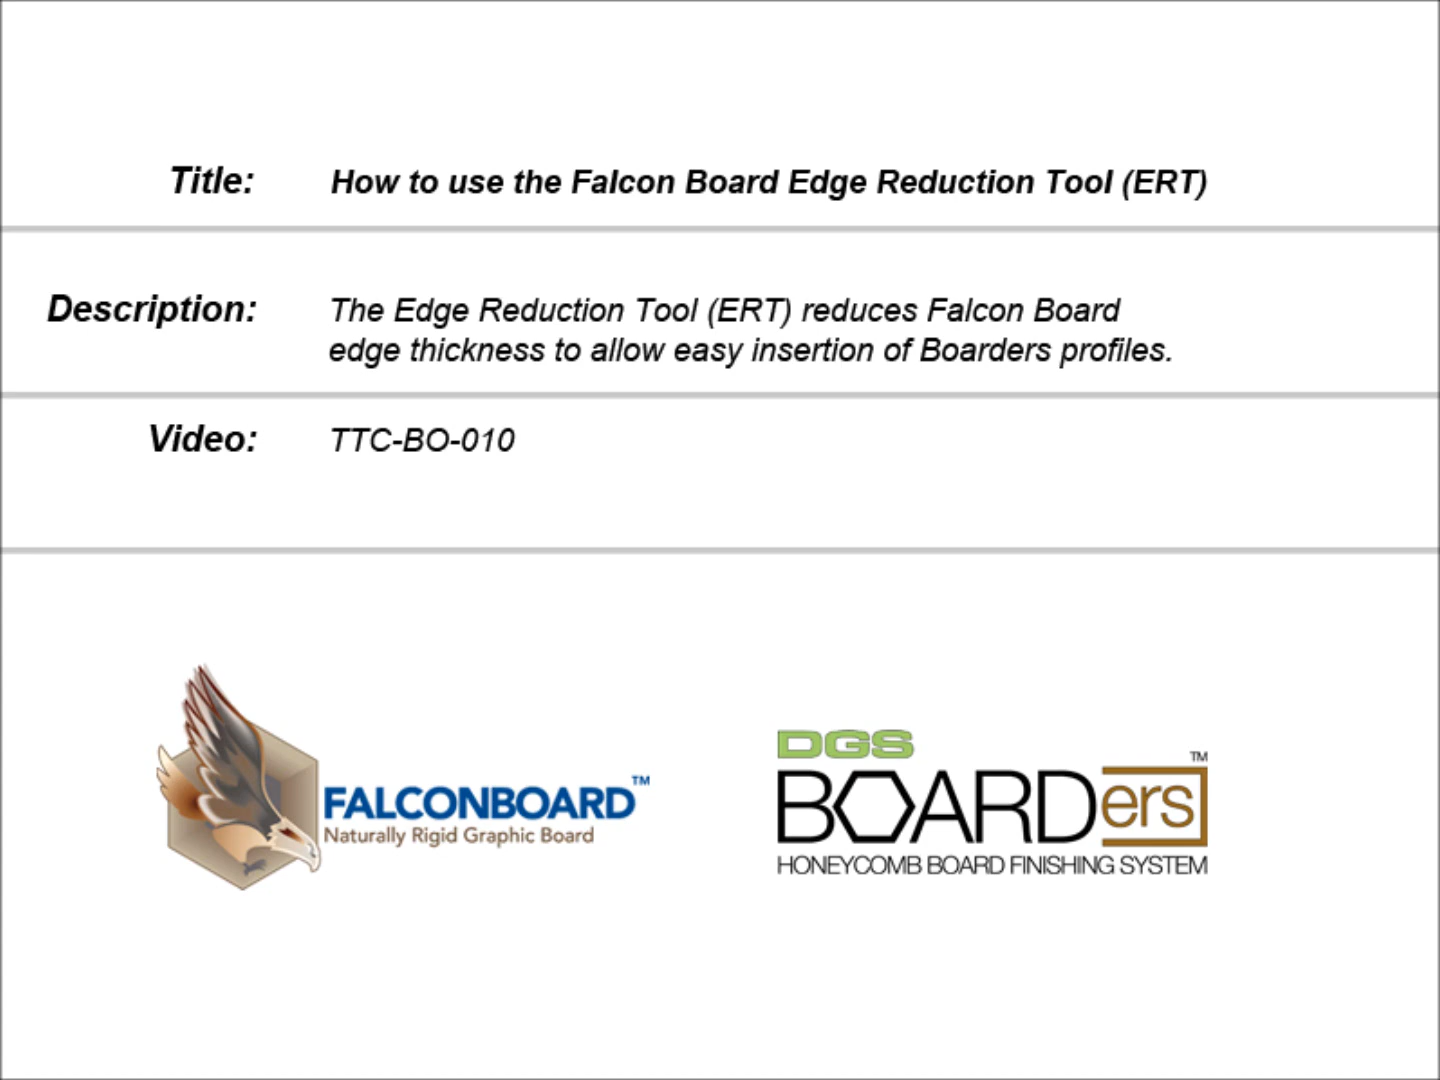 Title: How to use the Falcon Board Edge Reduction Tool (ERT)
Description: The Edge Reduction Tool (ERT) reduces Falcon Board
edge thickness to allow easy insertion of Boarders profiles.
Video: TTC-BO-010
FALCONBOARD™
Naturally Rigid Graphic Board
DGS
BOARDers™
HONEYCOMB BOARD FINISHING SYSTEM